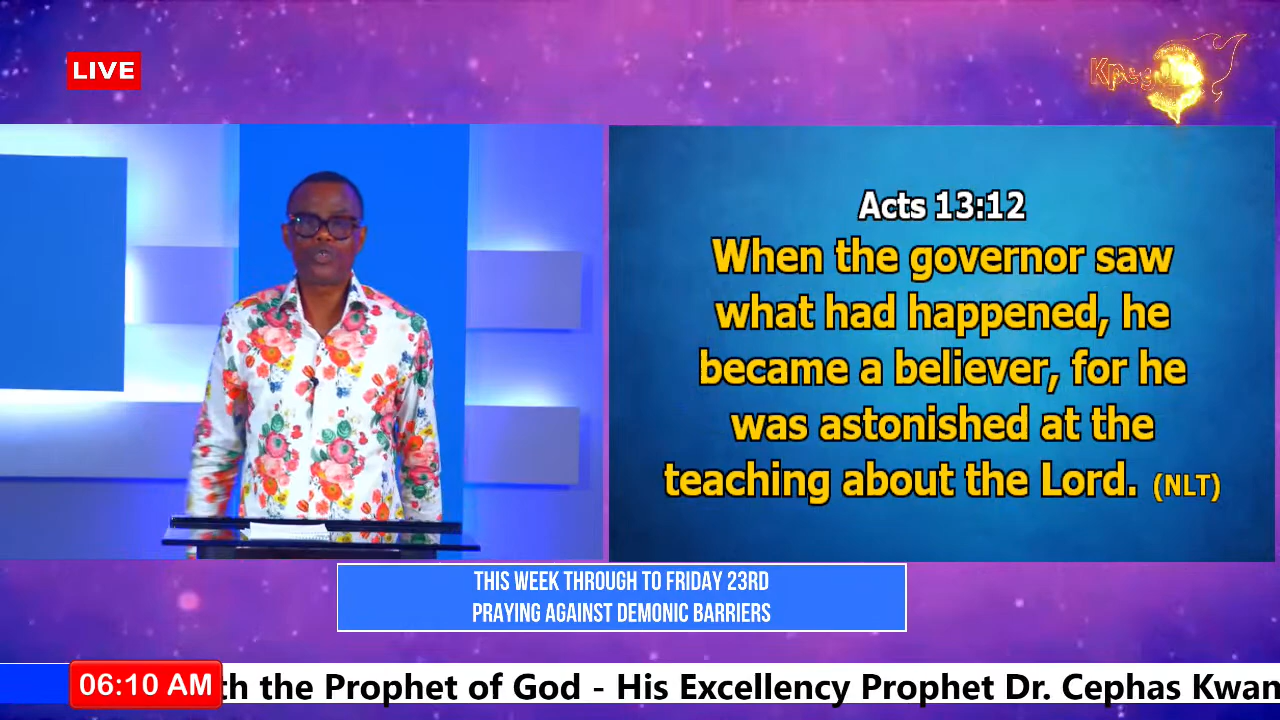 LIVE
Acts 13:12
When the governor saw
what had happened, he
became a believer, for he
was astonished at the
teaching about the Lord. (NLT)
THIS WEEK THROUGH TO FRIDAY 23RD
PRAYING AGAINST DEMONIC BARRIERS
06:10 AM
th the Prophet of God - His Excellency Prophet Dr. Cephas Kwan